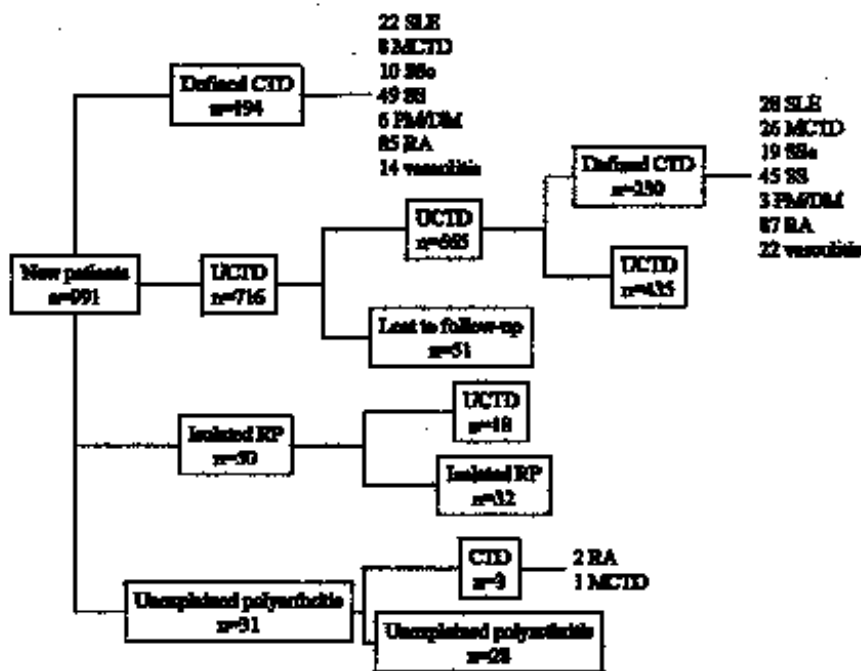 22 SLE
8 MCTD
10 SSc
49 SS
6 PM/DM
85 RA
14 vasculitis
Defined CTD
n=194
28 SLE
26 MCTD
19 SSc
45 SS
3 PM/DM
87 RA
22 vasculitis
Defined CTD
n=230
UCTD
n=665
New patients
n=991
UCTD
n=716
UCTD
n=435
Lost to follow-up
n=51
UCTD
n=18
Isolated RP
n=50
Isolated RP
n=32
CTD
n=3
2 RA
1 MCTD
Unexplained polyarthritis
n=31
Unexplained polyarthritis
n=28